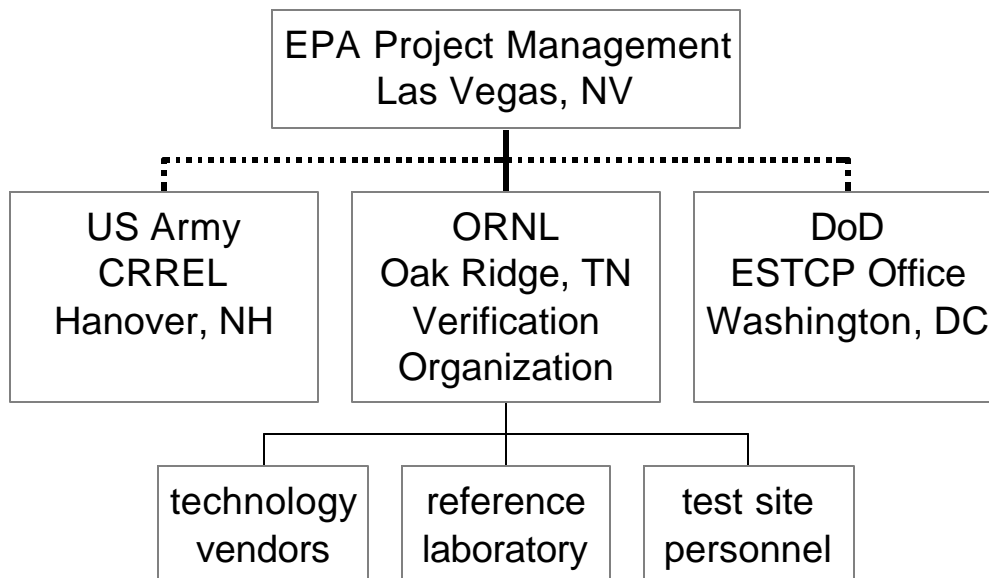 EPA Project Management
Las Vegas, NV
US Army
CRREL
Hanover, NH
ORNL
Oak Ridge, TN
Verification
Organization
DoD
ESTCP Office
Washington, DC
technology
vendors
reference
laboratory
test site
personnel